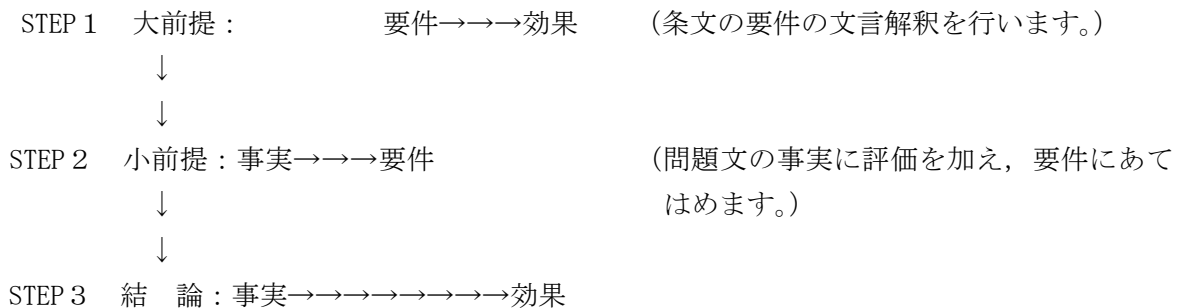 STEP１　大前提：　　　　　要件→→→効果　　（条文の要件の文言解釈を行います。）
↓
↓
STEP２　小前提：事実→→→要件　　　　　　　（問題文の事実に評価を加え，要件にあて
↓　　　　　　　　　　　　　　　　　はめます。）
↓
STEP３　結　論：事実→→→→→→→→効果